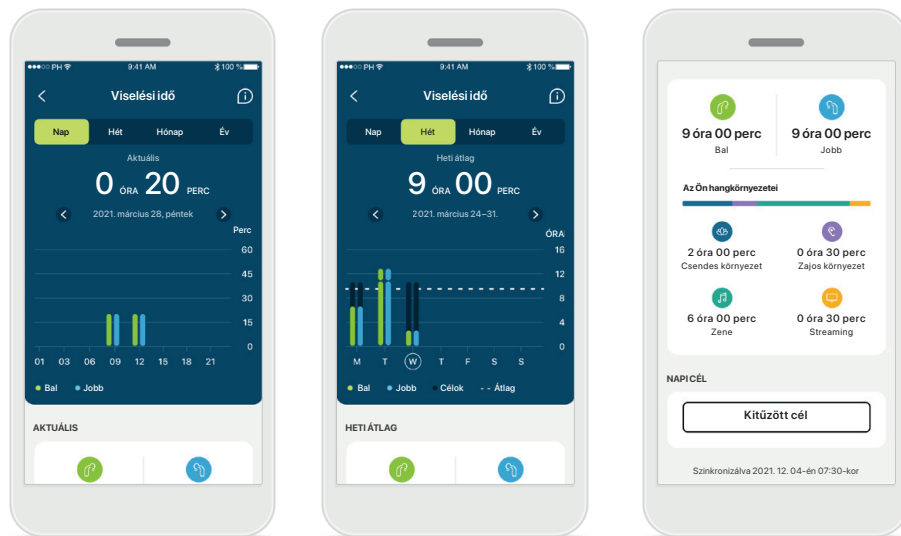 ●●●○○ PH 9:41 AM 100 %
Viselési idő
Nap Hét Hónap Év
Aktuális
0 ÓRA 20 PERC
2021. március 28, péntek
Perc
60
45
30
15
0
01 03 06 09 12 15 18 21
Bal Jobb
AKTUÁLIS
●●●○○ PH 9:41 AM 100 %
Viselési idő
Nap Hét Hónap Év
Heti átlag
9 ÓRA 00 PERC
2021. március 24–31.
ÓRA
16
12
8
4
0
M T W T F S S
Bal Jobb Célok - - Átlag
HETI ÁTLAG
9 óra 00 perc 9 óra 00 perc
Bal Jobb
Az Ön hangkörnyezetei
2 óra 00 perc 0 óra 30 perc
Csendes környezet Zajos környezet
6 óra 00 perc 0 óra 30 perc
Zene Streaming
NAPI CÉL
Kitűzött cél
Szinkronizálva 2021. 12. 04-én 07:30-kor